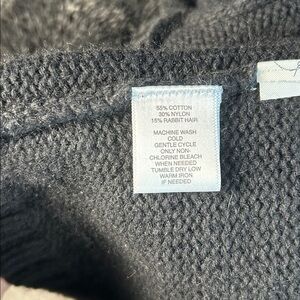 55% COTTON
30% NYLON
15% RABBIT HAIR
MACHINE WASH
COLD
GENTLE CYCLE
ONLY NON-
CHLORINE BLEACH
WHEN NEEDED
TUMBLE DRY LOW
WARM IRON
IF NEEDED